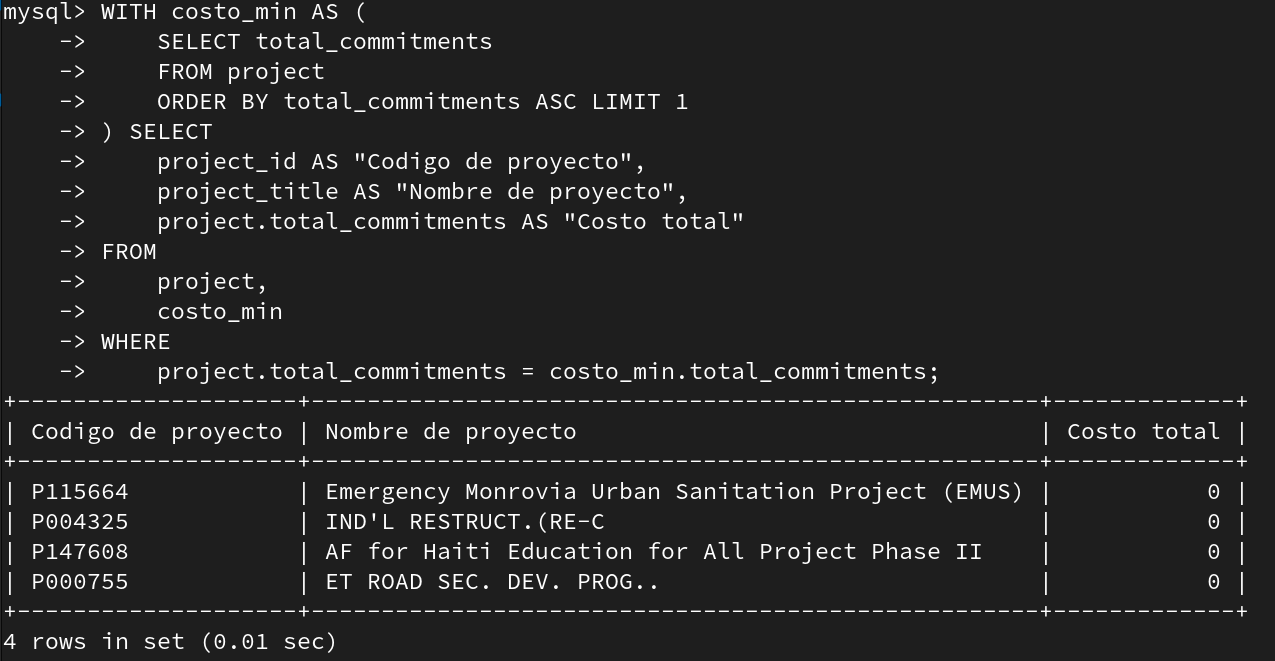 mysql> WITH costo_min AS (
    ->     SELECT total_commitments
    ->     FROM project
    ->     ORDER BY total_commitments ASC LIMIT 1
    -> ) SELECT
    ->     project_id AS "Codigo de proyecto",
    ->     project_title AS "Nombre de proyecto",
    ->     project.total_commitments AS "Costo total"
    -> FROM
    ->     project,
    ->     costo_min
    -> WHERE
    ->     project.total_commitments = costo_min.total_commitments;
+--------------------+----------------------------------------------------+-------------+
| Codigo de proyecto | Nombre de proyecto                                 | Costo total |
+--------------------+----------------------------------------------------+-------------+
| P115664            | Emergency Monrovia Urban Sanitation Project (EMUS) |           0 |
| P004325            | IND'L RESTRUCT.(RE-C                               |           0 |
| P147608            | AF for Haiti Education for All Project Phase II    |           0 |
| P000755            | ET ROAD SEC. DEV. PROG..                           |           0 |
+--------------------+----------------------------------------------------+-------------+
4 rows in set (0.01 sec)